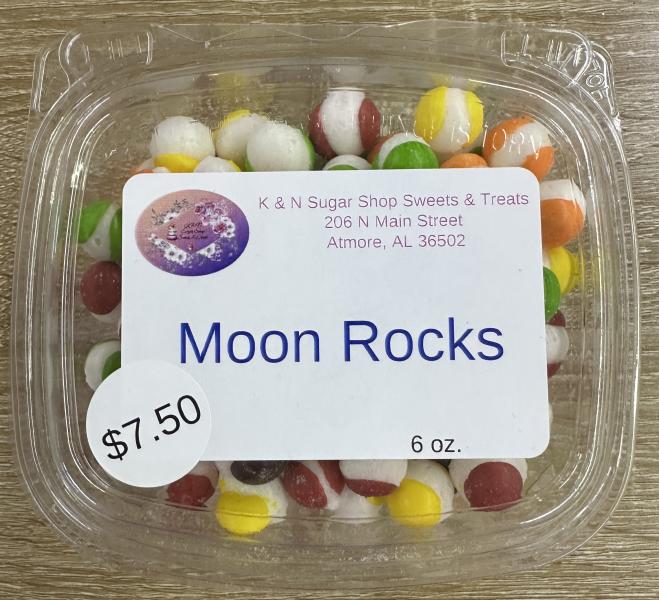 K & N Sugar Shop Sweets & Treats
206 N Main Street
Atmore, AL 36502
Moon Rocks
$7.50
6 oz.